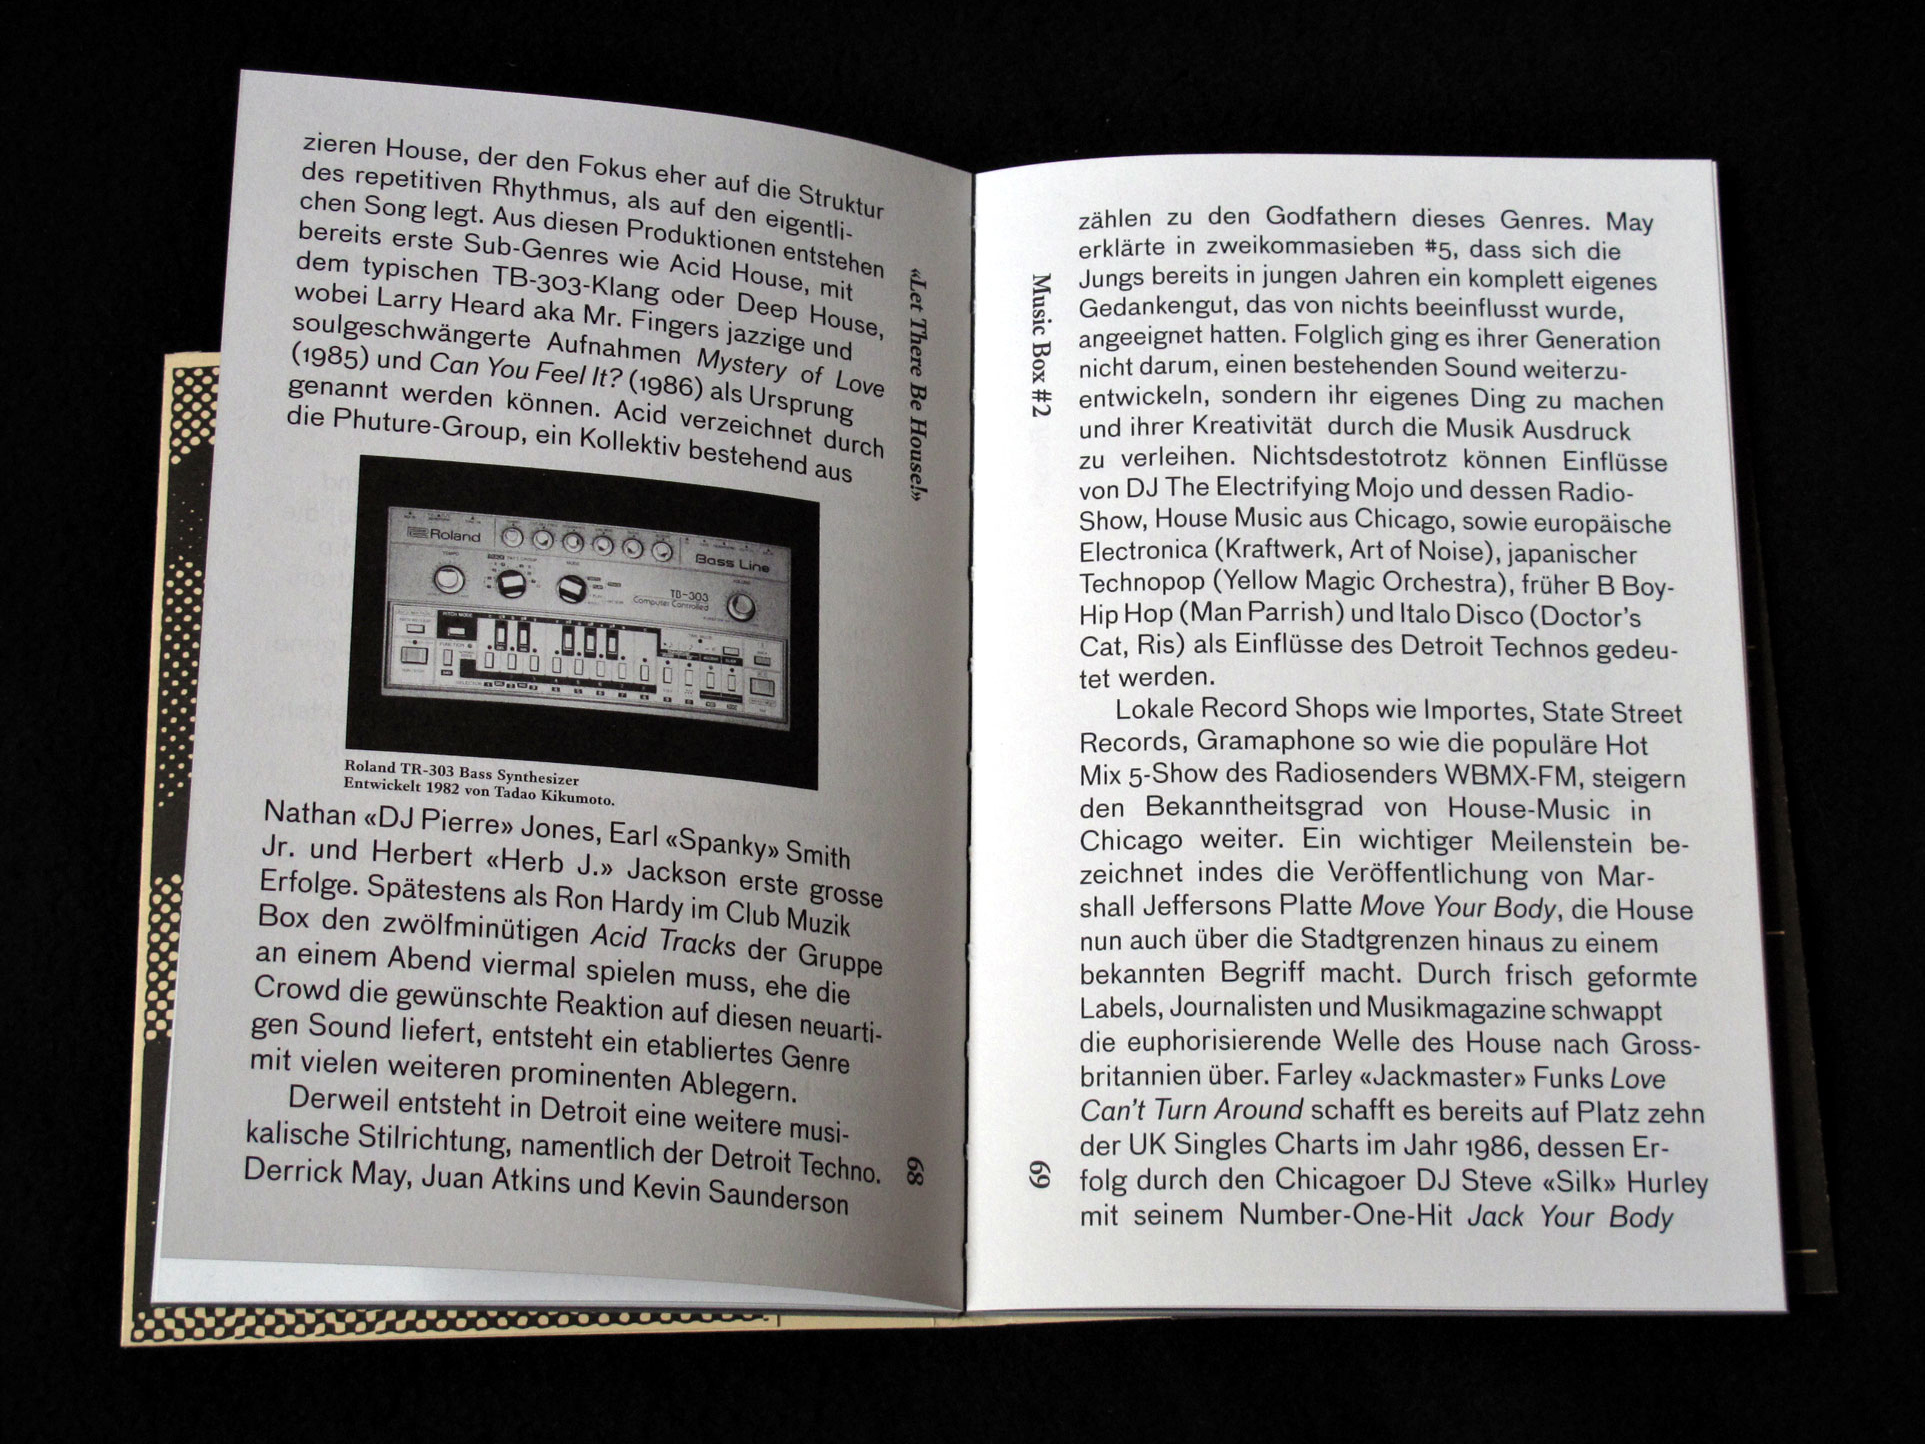 zieren House, der den Fokus eher auf die Struktur
des repetitiven Rhythmus, als auf den eigentli-
chen Song legt. Aus diesen Produktionen entstehen
bereits erste Sub-Genres wie Acid House, mit
dem typischen TB-303-Klang oder Deep House,
wobei Larry Heard aka Mr. Fingers jazzige und
soulgeschwängerte Aufnahmen Mystery of Love
(1985) und Can You Feel It? (1986) als Ursprung
genannt werden können. Acid verzeichnet durch
die Phuture-Group, ein Kollektiv bestehend aus
Roland
Bass Line
TB-303
Computer Controlled
Roland TR-303 Bass Synthesizer
Entwickelt 1982 von Tadao Kikumoto.
Nathan «DJ Pierre» Jones, Earl «Spanky» Smith
Jr. und Herbert «Herb J.» Jackson erste grosse
Erfolge. Spätestens als Ron Hardy im Club Muzik
Box den zwölfminütigen Acid Tracks der Gruppe
an einem Abend viermal spielen muss, ehe die
Crowd die gewünschte Reaktion auf diesen neuarti-
gen Sound liefert, entsteht ein etabliertes Genre
mit vielen weiteren prominenten Ablegern.
Derweil entsteht in Detroit eine weitere musi-
kalische Stilrichtung, namentlich der Detroit Techno.
Derrick May, Juan Atkins und Kevin Saunderson
«Let There Be House!»
68
Music Box #2
69
zählen zu den Godfathern dieses Genres. May
erklärte in zweikommasieben #5, dass sich die
Jungs bereits in jungen Jahren ein komplett eigenes
Gedankengut, das von nichts beeinflusst wurde,
angeeignet hatten. Folglich ging es ihrer Generation
nicht darum, einen bestehenden Sound weiterzu-
entwickeln, sondern ihr eigenes Ding zu machen
und ihrer Kreativität durch die Musik Ausdruck
zu verleihen. Nichtsdestotrotz können Einflüsse
von DJ The Electrifying Mojo und dessen Radio-
Show, House Music aus Chicago, sowie europäische
Electronica (Kraftwerk, Art of Noise), japanischer
Technopop (Yellow Magic Orchestra), früher B Boy-
Hip Hop (Man Parrish) und Italo Disco (Doctor's
Cat, Ris) als Einflüsse des Detroit Technos gedeu-
tet werden.
Lokale Record Shops wie Importes, State Street
Records, Gramaphone so wie die populäre Hot
Mix 5-Show des Radiosenders WBMX-FM, steigern
den Bekanntheitsgrad von House-Music in
Chicago weiter. Ein wichtiger Meilenstein be-
zeichnet indes die Veröffentlichung von Mar-
shall Jeffersons Platte Move Your Body, die House
nun auch über die Stadtgrenzen hinaus zu einem
bekannten Begriff macht. Durch frisch geformte
Labels, Journalisten und Musikmagazine schwappt
die euphorisierende Welle des House nach Gross-
britannien über. Farley «Jackmaster» Funks Love
Can't Turn Around schafft es bereits auf Platz zehn
der UK Singles Charts im Jahr 1986, dessen Er-
folg durch den Chicagoer DJ Steve «Silk» Hurley
mit seinem Number-One-Hit Jack Your Body